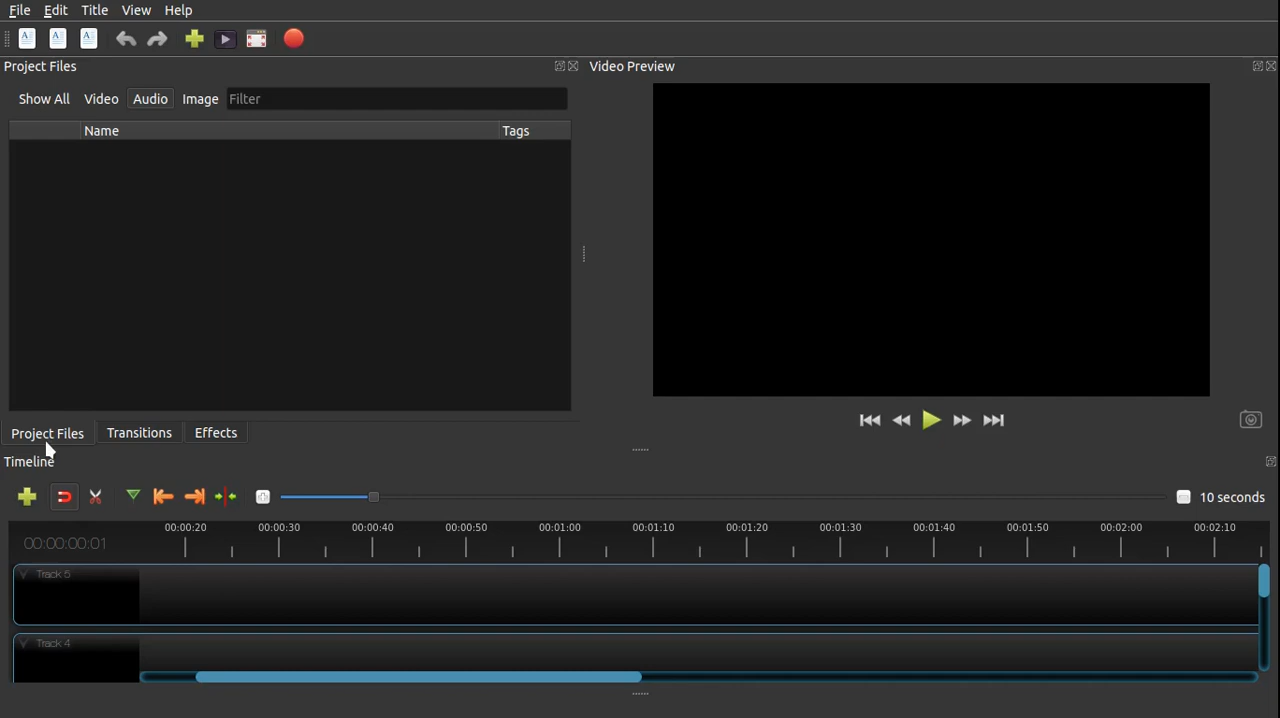 File Edit Title View Help
Project Files
Video Preview
Show All Video Audio Image Filter
Name Tags
Project Files Transitions Effects
Timeline
10 seconds
00:00:20 00:00:30 00:00:40 00:00:50 00:01:00 00:01:10 00:01:20 00:01:30 00:01:40 00:01:50 00:02:00 00:02:10
00:00:00:01
Track 5
Track 4